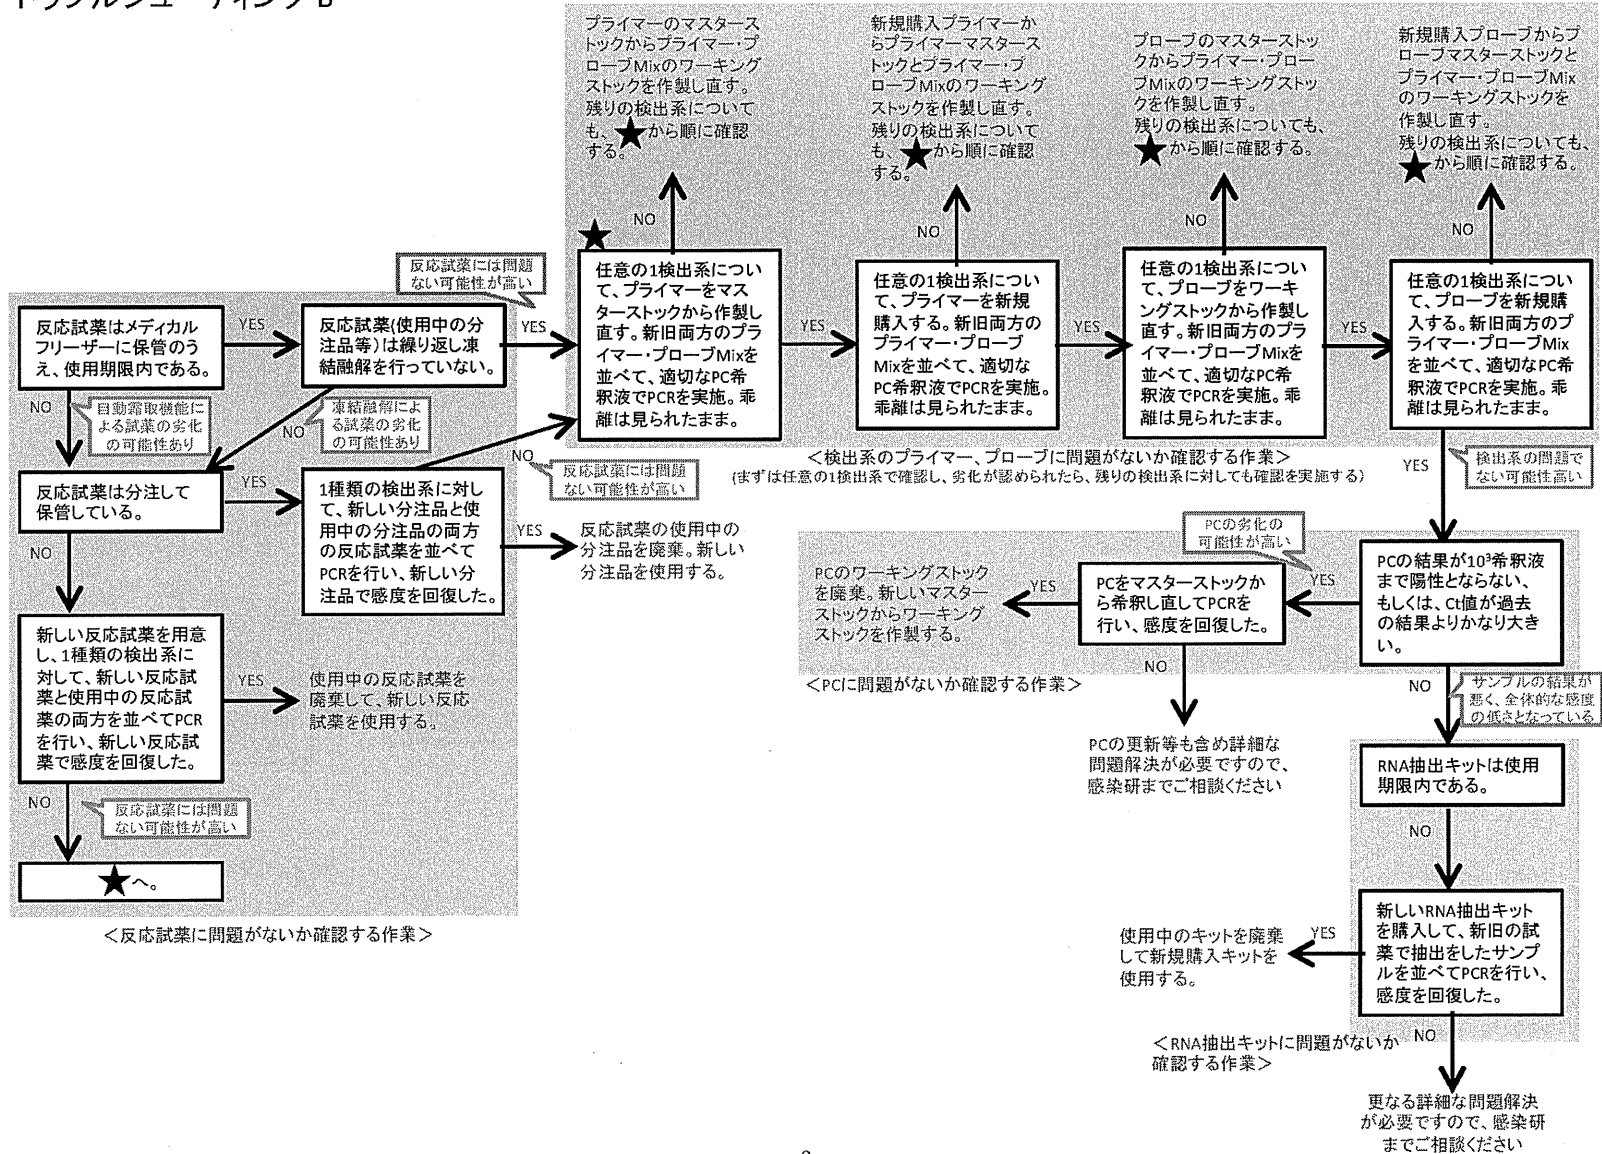 プライマーのマスタース
トックからプライマー・プ
ローブMixのワーキング
ストックを作製し直す。
残りの検出系について
も、★から順に確認
する。
新規購入プライマーか
らプライマーマスタース
トックとプライマー・プ
ローブMixのワーキング
ストックを作製し直す。
残りの検出系について
も、★から順に確認
する。
プローブのマスターストッ
クからプライマー・プロー
ブMixのワーキングストッ
クを作製し直す。
残りの検出系についても、
★から順に確認する。
新規購入プローブからプ
ローブマスターストックと
プライマー・プローブMix
のワーキングストックを
作製し直す。
残りの検出系についても、
★から順に確認する。
NO
NO
NO
NO
★
反応試薬には問題
ない可能性が高い
反応試薬はメディカル
フリーザーに保管のう
え、使用期限内である。
YES
反応試薬(使用中の分
注品等)は繰り返し凍
結融解を行っていない。
YES
任意の1検出系につい
て、プライマーをマス
ターストックから作製し
直す。新旧両方のプラ
イマー・プローブMixを
並べて、適切なPC希
釈液でPCRを実施。乖
離は見られたまま。
YES
任意の1検出系につい
て、プライマーを新規
購入する。新旧両方の
プライマー・プローブ
Mixを並べて、適切な
PC希釈液でPCRを実施。
乖離は見られたまま。
YES
任意の1検出系につい
て、プローブをワーキ
ングストックから作製し
直す。新旧両方のプラ
イマー・プローブMixを
並べて、適切なPC希
釈液でPCRを実施。乖
離は見られたまま。
YES
任意の1検出系につい
て、プローブを新規購
入する。新旧両方のプ
ライマー・プローブMix
を並べて、適切なPC希
釈液でPCRを実施。乖
離は見られたまま。
NO
自動霜取機能に
よる試薬の劣化
の可能性あり
NO
凍結融解によ
る試薬の劣化
の可能性あり
NO
反応試薬には問題
ない可能性が高い
<検出系のプライマー、プローブに問題がないか確認する作業>
(まずは任意の1検出系で確認し、劣化が認められたら、残りの検出系に対しても確認を実施する)
YES
検出系の問題で
ない可能性高い
反応試薬は分注して
保管している。
YES
1種類の検出系に対し
て、新しい分注品と使
用中の分注品の両方
の反応試薬を並べて
PCRを行い、新しい分
注品で感度を回復した。
YES
反応試薬の使用中の
分注品を廃棄。新しい
分注品を使用する。
NO
新しい反応試薬を用意
し、1種類の検出系に
対して、新しい反応試
薬と使用中の反応試
薬の両方を並べてPCR
を行い、新しい反応試
薬で感度を回復した。
YES
使用中の反応試薬を
廃棄して、新しい反応
試薬を使用する。
NO
反応試薬には問題
ない可能性が高い
★へ。
<反応試薬に問題がないか確認する作業>
PCの劣化の
可能性が高い
PCの結果が10³希釈液
まで陽性とならない、
もしくは、Ct値が過去
の結果よりかなり大き
い。
YES
PCをマスターストックか
ら希釈し直してPCRを
行い、感度を回復した。
YES
PCのワーキングストック
を廃棄。新しいマスター
ストックからワーキング
ストックを作製する。
<PCに問題がないか確認する作業>
NO
PCの更新等も含め詳細な
問題解決が必要ですので、
感染研までご相談ください
NO
サンプルの結果が
悪く、全体的な感度
の低さとなっている
RNA抽出キットは使用
期限内である。
NO
新しいRNA抽出キット
を購入して、新旧の試
薬で抽出をしたサンプ
ルを並べてPCRを行い、
感度を回復した。
YES
使用中のキットを廃棄
して新規購入キットを
使用する。
<RNA抽出キットに問題がないか
確認する作業>
NO
更なる詳細な問題解決
が必要ですので、感染研
までご相談ください